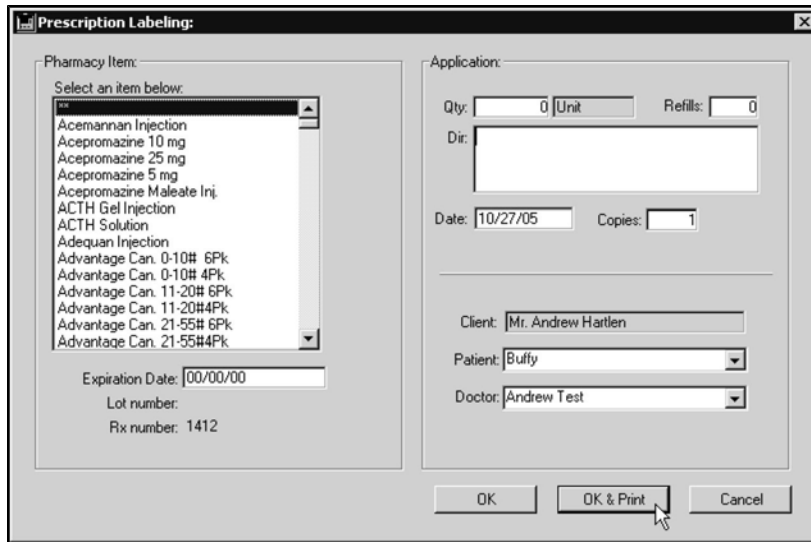 Prescription Labeling:
Pharmacy Item:
Select an item below:
**
Acemannan Injection
Acepromazine 10 mg
Acepromazine 25 mg
Acepromazine 5 mg
Acepromazine Maleate Inj.
ACTH Gel Injection
ACTH Solution
Adequan Injection
Advantage Can. 0-10#  6Pk
Advantage Can. 0-10# 4Pk
Advantage Can. 11-20# 6Pk
Advantage Can. 11-20#4Pk
Advantage Can. 21-55# 6Pk
Advantage Can. 21-55#4Pk
Expiration Date: 00/00/00
Lot number:
Rx number: 1412
Application:
Qty: 0 Unit Refills: 0
Dir:
Date: 10/27/05 Copies: 1
Client: Mr. Andrew Hartlen
Patient: Buffy
Doctor: Andrew Test
OK OK & Print Cancel